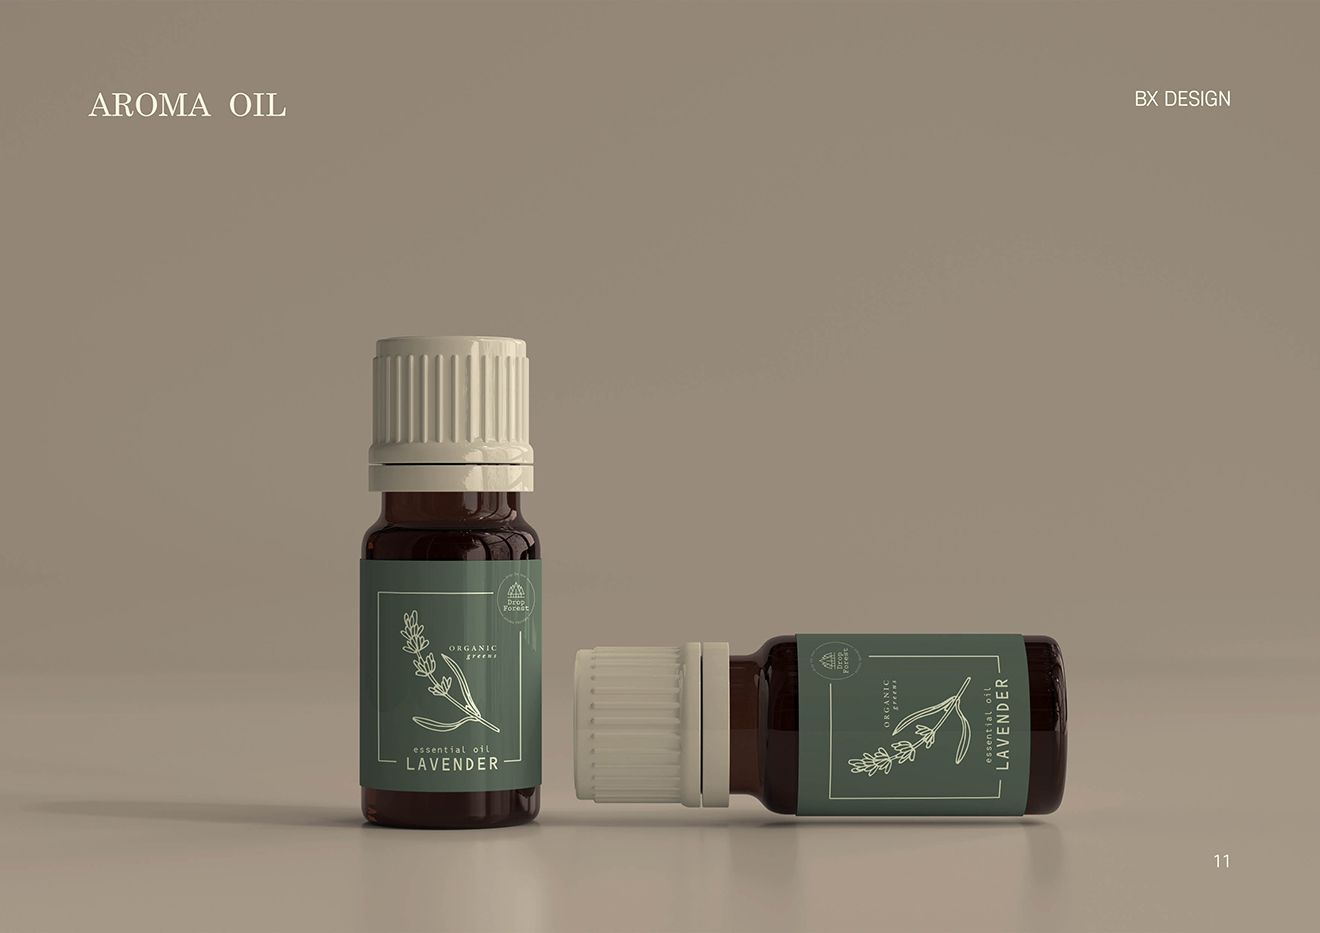 AROMA OIL
BX DESIGN
Drop
Forest
ORGANIC
greens
essential oil
LAVENDER
Drop
Forest
ORGANIC
greens
essential oil
LAVENDER
11